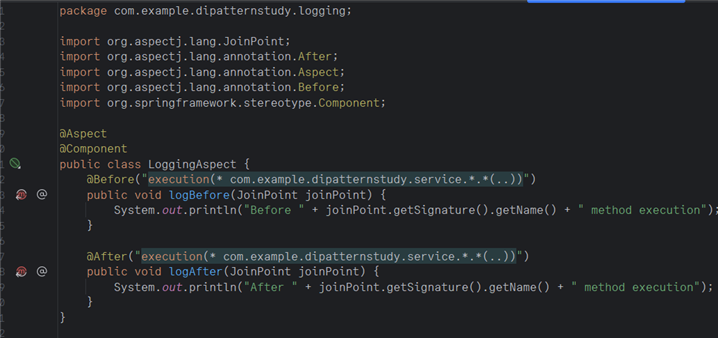 package com.example.dipatternstudy.logging;
import org.aspectj.lang.JoinPoint;
import org.aspectj.lang.annotation.After;
import org.aspectj.lang.annotation.Aspect;
import org.aspectj.lang.annotation.Before;
import org.springframework.stereotype.Component;
@Aspect
@Component
public class LoggingAspect {
@Before("execution(* com.example.dipatternstudy.service.*.*(..))")
public void logBefore(JoinPoint joinPoint) {
System.out.println("Before " + joinPoint.getSignature().getName() + " method execution");
}
@After("execution(* com.example.dipatternstudy.service.*.*(..))")
public void logAfter(JoinPoint joinPoint) {
System.out.println("After " + joinPoint.getSignature().getName() + " method execution");
}
}